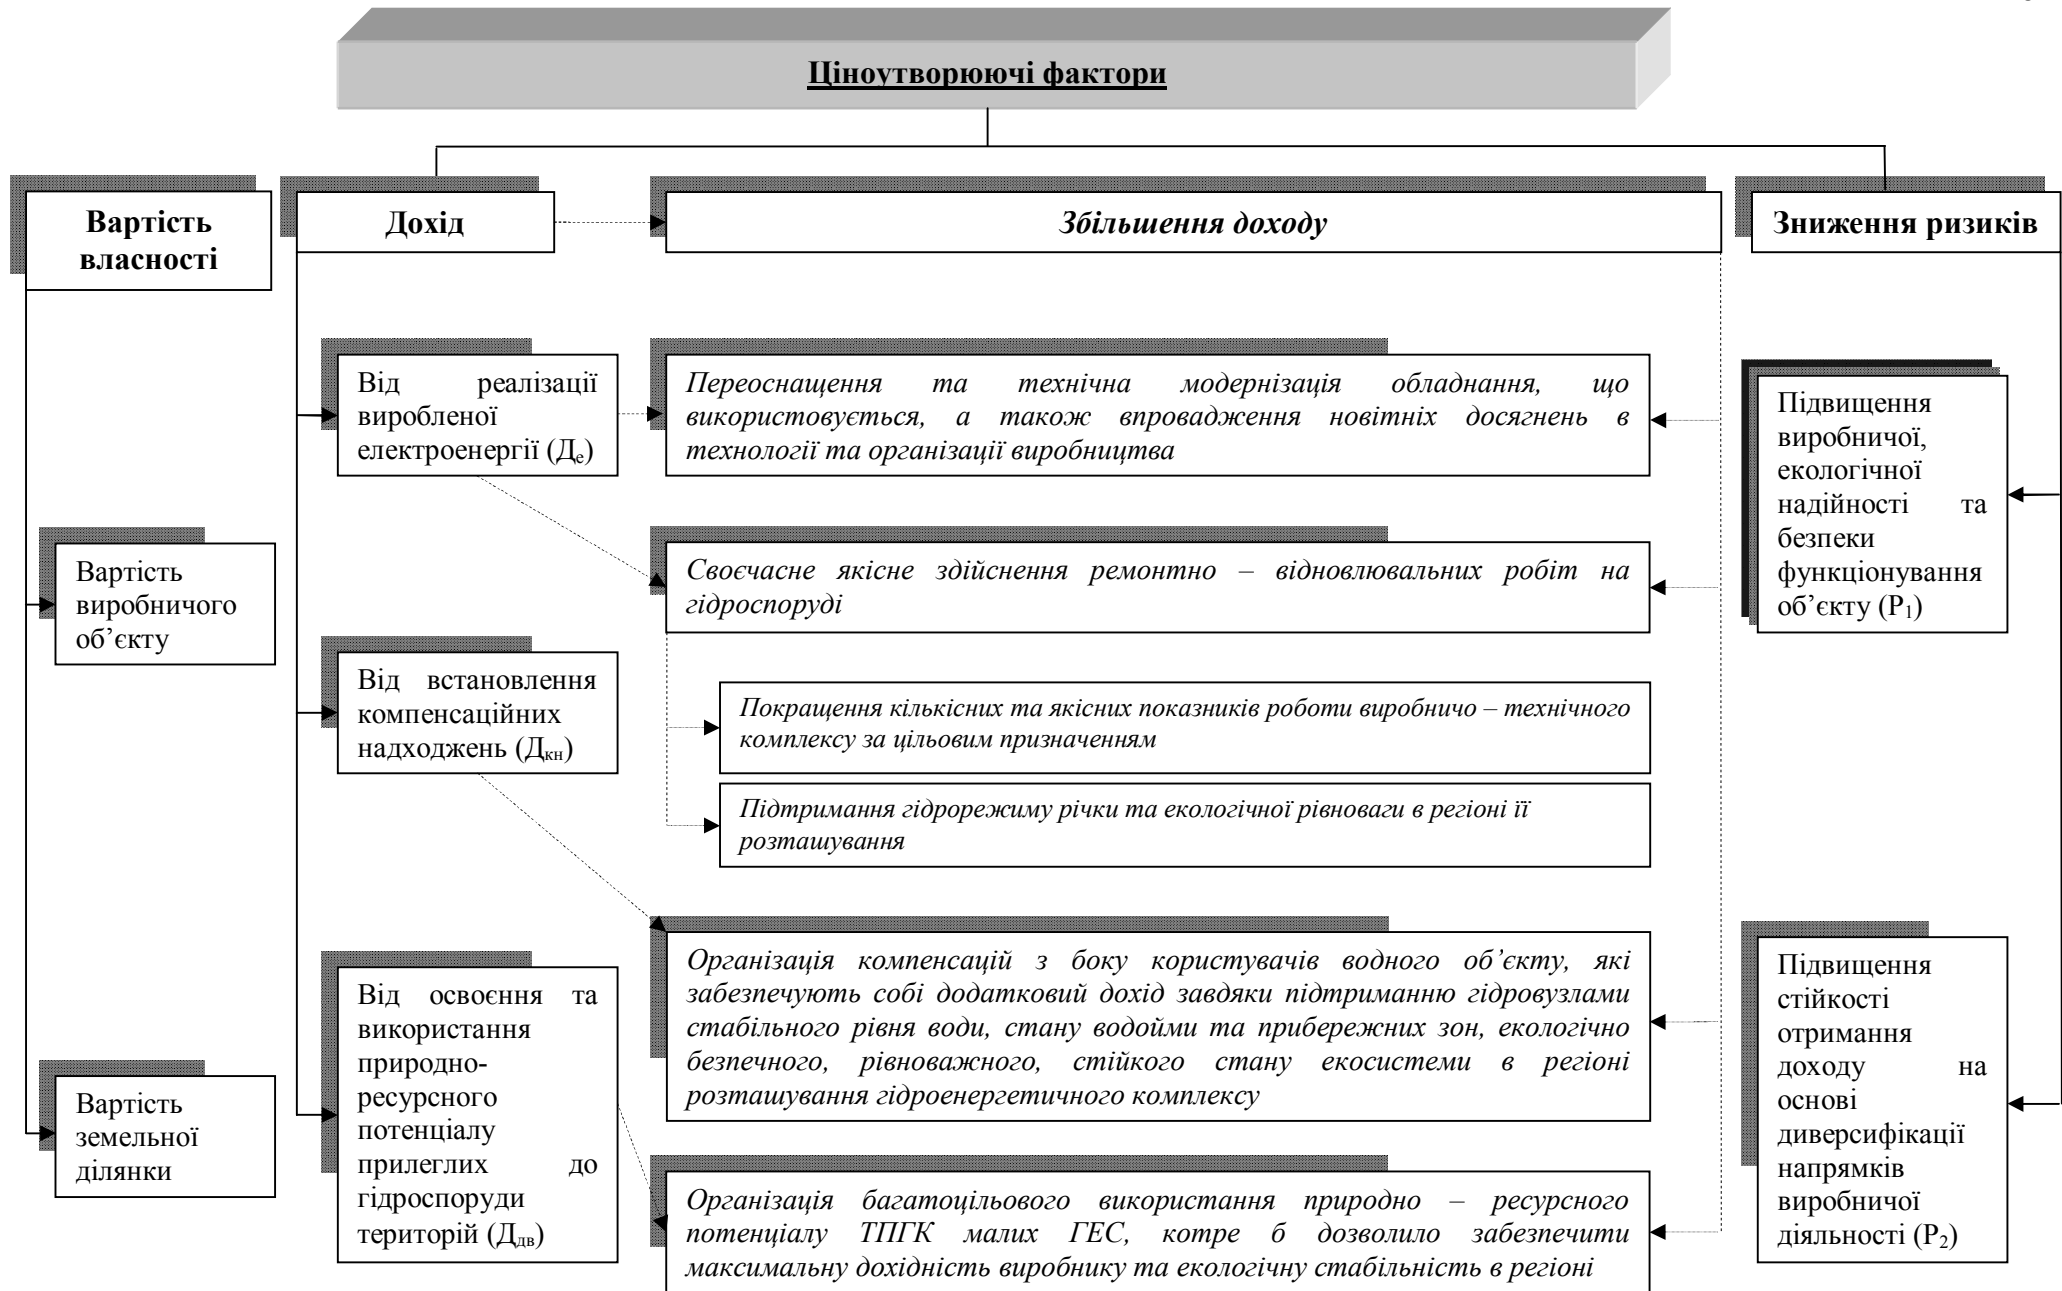 Ціноутворюючі фактори
Вартість
власності
Дохід
Збільшення доходу
Зниження ризиків
Вартість
виробничого
об’єкту
Вартість
земельної
ділянки
Від реалізації
виробленої
електроенергії (Де)
Від встановлення
компенсаційних
надходжень (Дкн)
Від освоєння та
використання
природно-
ресурсного
потенціалу
прилеглих до
гідроспоруди
територій (Ддв)
Переоснащення та технічна модернізація обладнання, що
використовується, а також впровадження новітніх досягнень в
технології та організації виробництва
Своєчасне якісне здійснення ремонтно – відновлювальних робіт на
гідроспоруді
Покращення кількісних та якісних показників роботи виробничо – технічного
комплексу за цільовим призначенням
Підтримання гідрорежиму річки та екологічної рівноваги в регіоні її
розташування
Організація компенсацій з боку користувачів водного об’єкту, які
забезпечують собі додатковий дохід завдяки підтриманню гідровузлами
стабільного рівня води, стану водойми та прибережних зон, екологічно
безпечного, рівноважного, стійкого стану екосистеми в регіоні
розташування гідроенергетичного комплексу
Організація багатоцільового використання природно – ресурсного
потенціалу ТПГК малих ГЕС, котре б дозволило забезпечити
максимальну дохідність виробнику та екологічну стабільність в регіоні
Підвищення
виробничої,
екологічної
надійності та
безпеки
функціонування
об’єкту (Р1)
Підвищення
стійкості
отримання
доходу на
основі
диверсифікації
напрямків
виробничої
діяльності (Р2)